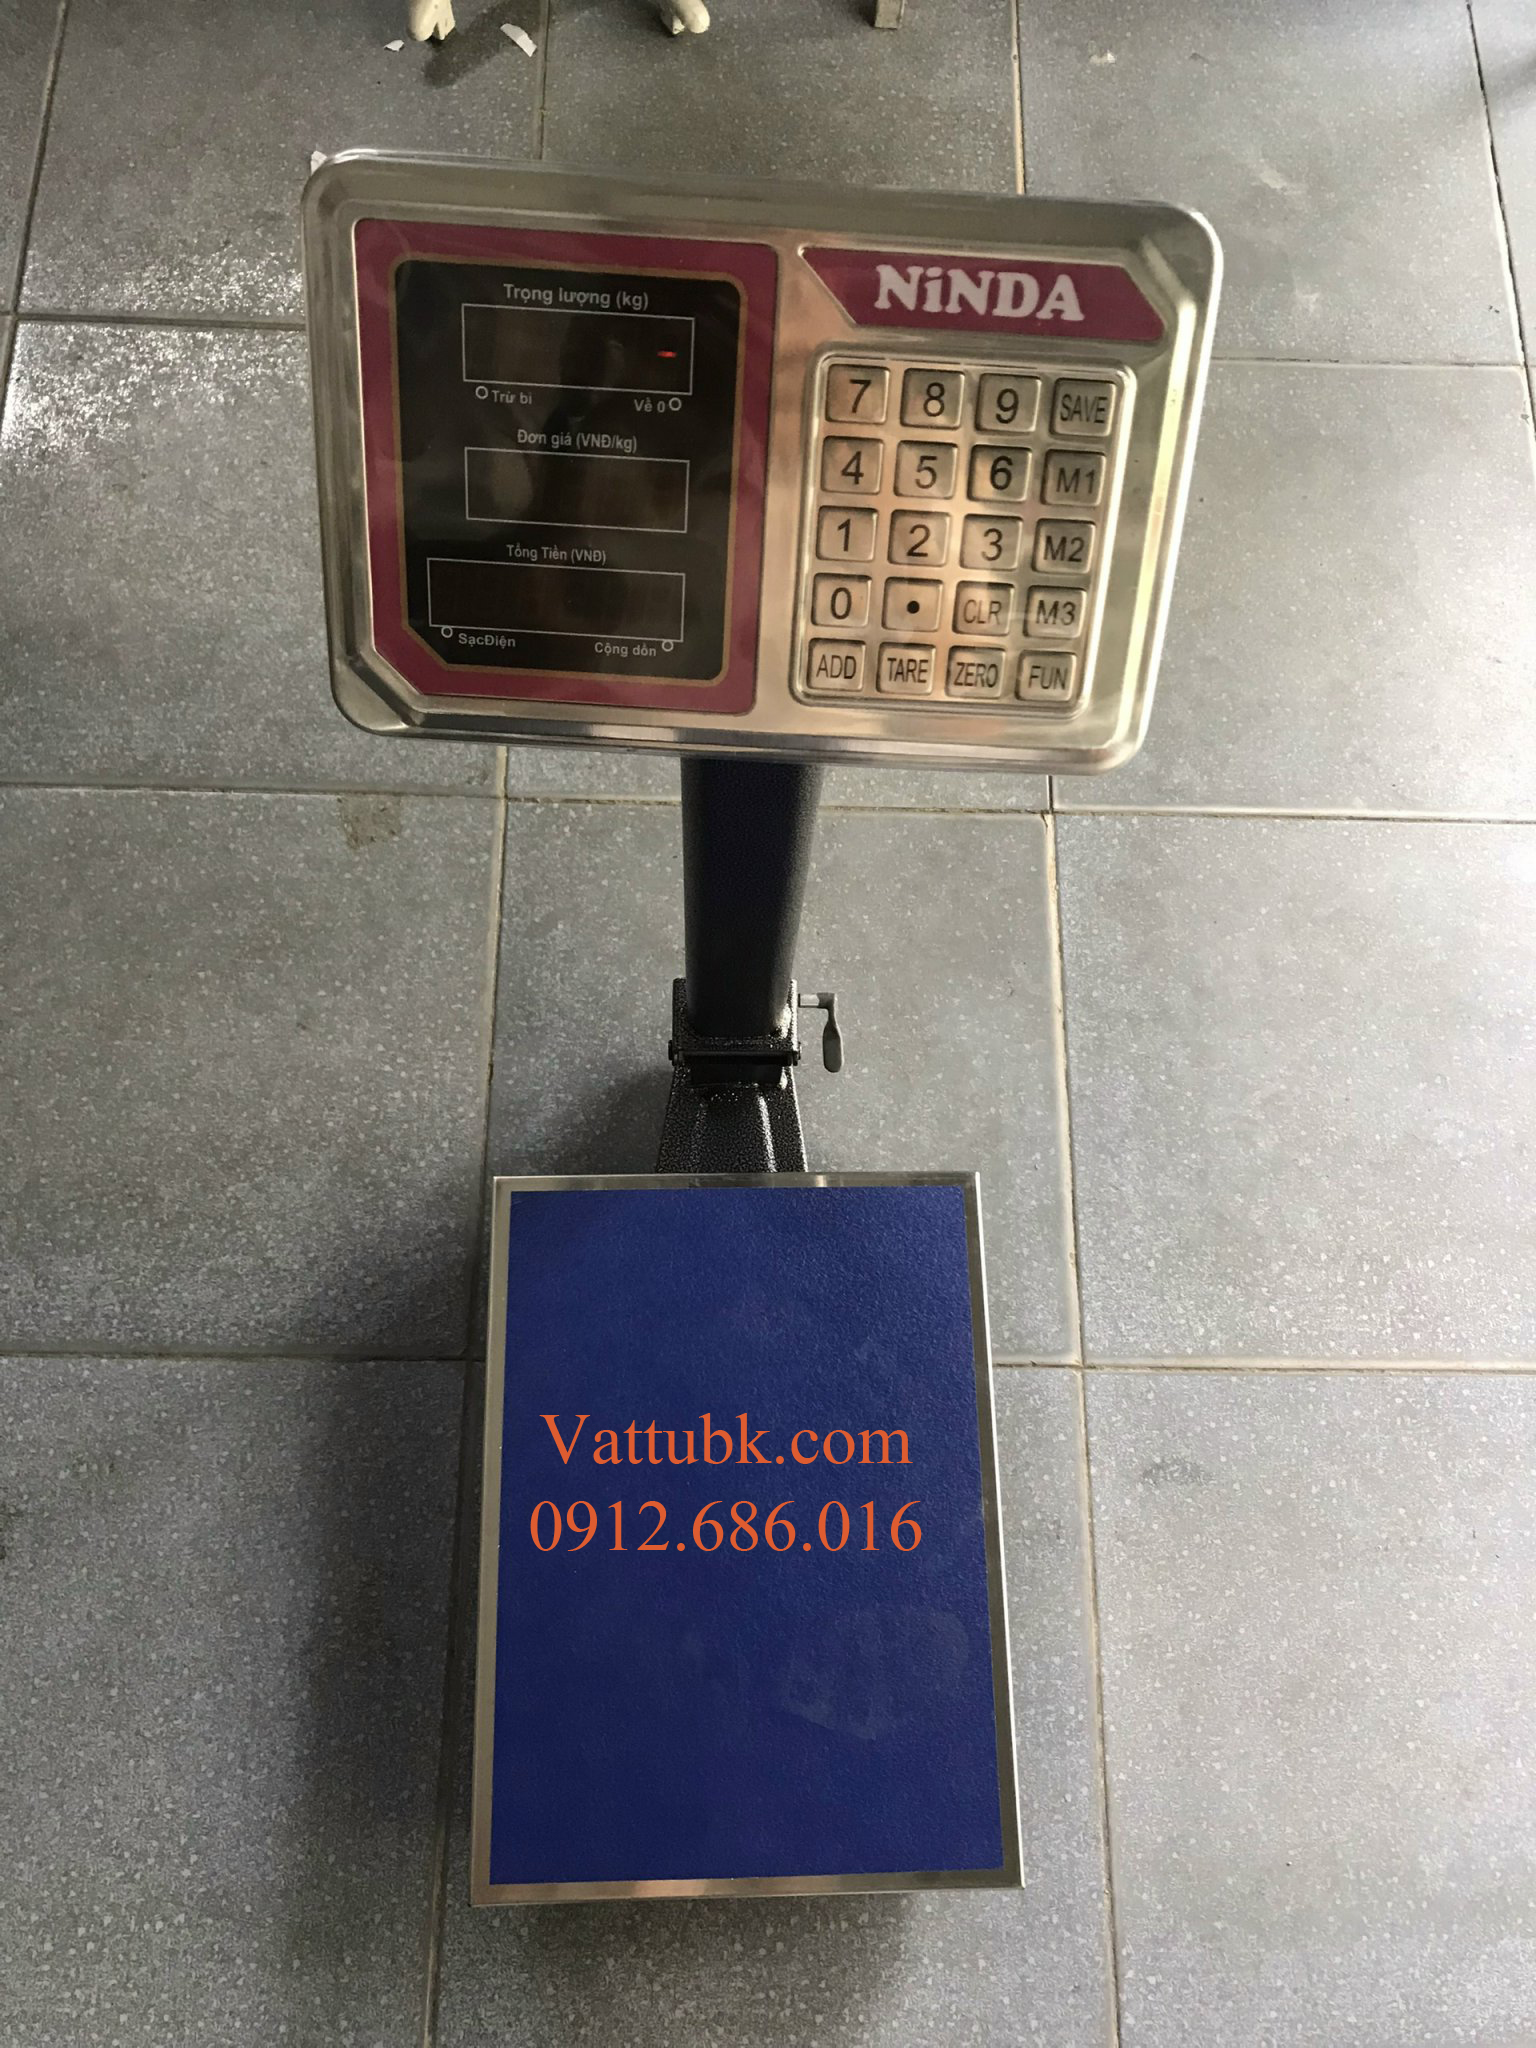 NiNDA
Trọng lượng (kg)
-
Trừ bì
Về 0
Đơn giá (VNĐ/kg)
Tổng Tiền (VNĐ)
SạcĐiện
Cộng dồn
7 8 9 SAVE
4 5 6 M1
1 2 3 M2
0 . CLR M3
ADD TARE ZERO FUN
Vattubk.com
0912.686.016